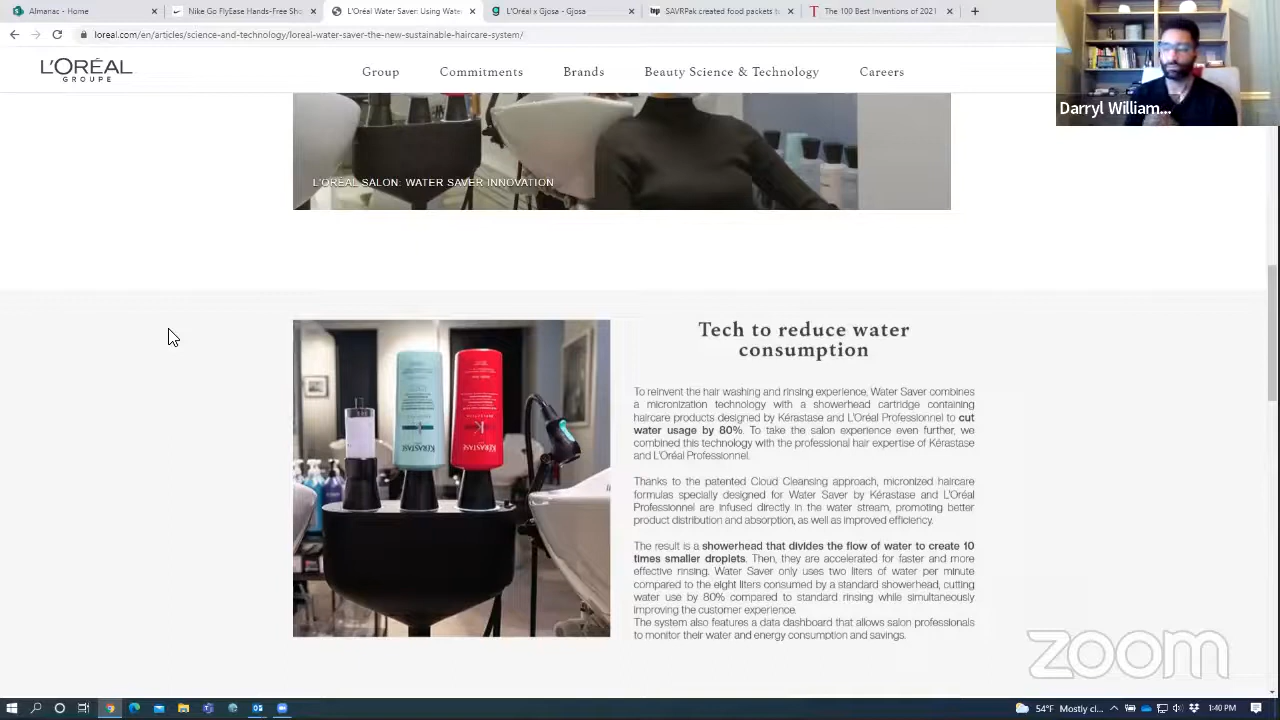 Almanac - Home
Nike Go FlyEase Hands-Free Sho
L'Oréal Water Saver: Using Water
L'Oréal x Gjosa - Gjosa
SAVRPak created food packets t
The 100 Best Inventions of 2021
loreal.com/en/articles/science-and-technology/loreal-water-saver-the-new-sustainable-haircare-system/
L'ORÉAL
GROUPE
Group
Commitments
Brands
Beauty Science & Technology
Careers
Darryl William...
L'ORÉAL SALON: WATER SAVER INNOVATION
Tech to reduce water
consumption
To reinvent the hair washing and rinsing experience, Water Saver combines
a micronization technology with a showerhead cartridge containing
haircare products designed by Kérastase and L'Oréal Professionnel to cut
water usage by 80%. To take the salon experience even further, we
combined this technology with the professional hair expertise of Kérastase
and L'Oréal Professionnel.
Thanks to the patented Cloud Cleansing approach, micronized haircare
formulas specially designed for Water Saver by Kérastase and L'Oréal
Professionnel are infused directly in the water stream, promoting better
product distribution and absorption, as well as improved efficiency.
The result is a showerhead that divides the flow of water to create 10
times smaller droplets. Then, they are accelerated for faster and more
effective rinsing. Water Saver only uses two liters of water per minute
compared to the eight liters consumed by a standard showerhead, cutting
water use by 80% compared to standard rinsing while simultaneously
improving the customer experience.
The system also features a data dashboard that allows salon professionals
to monitor their water and energy consumption and savings.
KÉRASTASE
KÉRASTASE
zoom
54°F Mostly cl...
1:40 PM